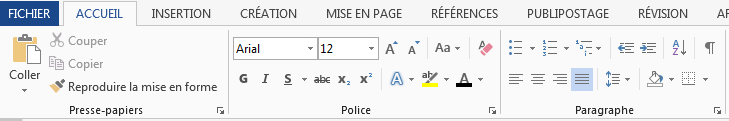 FICHIER ACCUEIL INSERTION CRÉATION MISE EN PAGE RÉFÉRENCES PUBLIPOSTAGE RÉVISION AF
Couper
Arial 12 A A Aa A
Copier
Coller
Reproduire la mise en forme
G I S abc X₂ X² A ab A
Presse-papiers Police Paragraphe